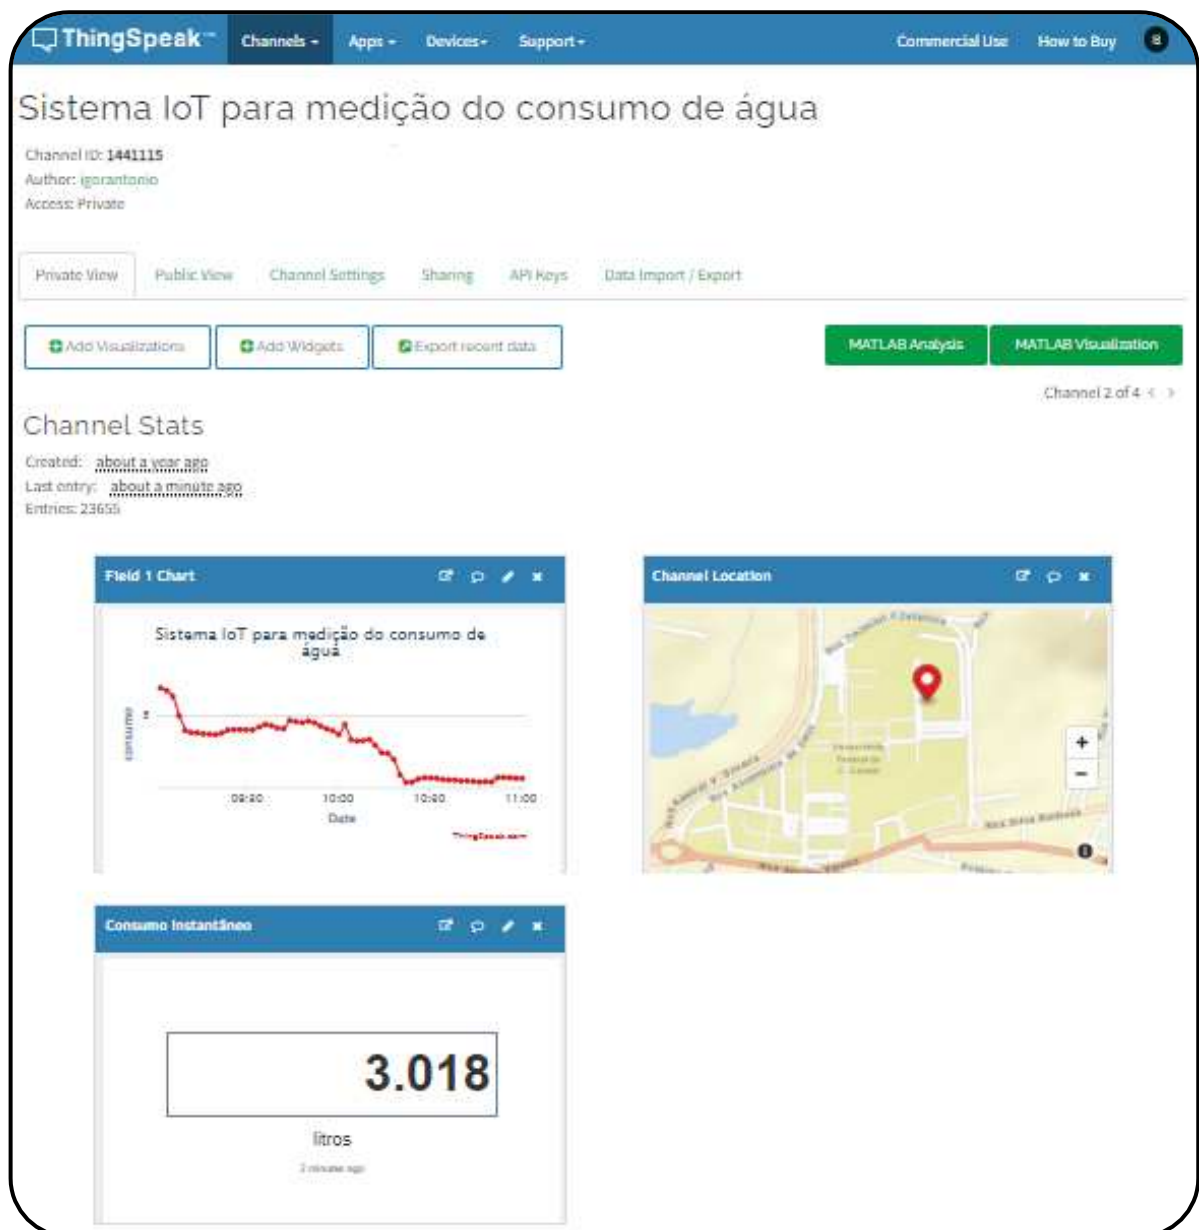 ThingSpeak™ Channels Apps Devices Support Commercial Use How to Buy
Sistema IoT para medição do consumo de água
Channel ID: 1441115
Author: igorantonio
Access: Private
Private View Public View Channel Settings Sharing API Keys Data Import / Export
Add Visualizations Add Widgets Export recent data MATLAB Analysis MATLAB Visualization
Channel 2 of 4 < >
Channel Stats
Created: about a year ago
Last entry: about a minute ago
Entries: 23655
Field 1 Chart
Sistema IoT para medição do consumo de
água
consumo
10:00 11:00
Date
ThingSpeak.com
Channel Location
+
−
Consumo Instantâneo
3.018
litros
2 minute ago